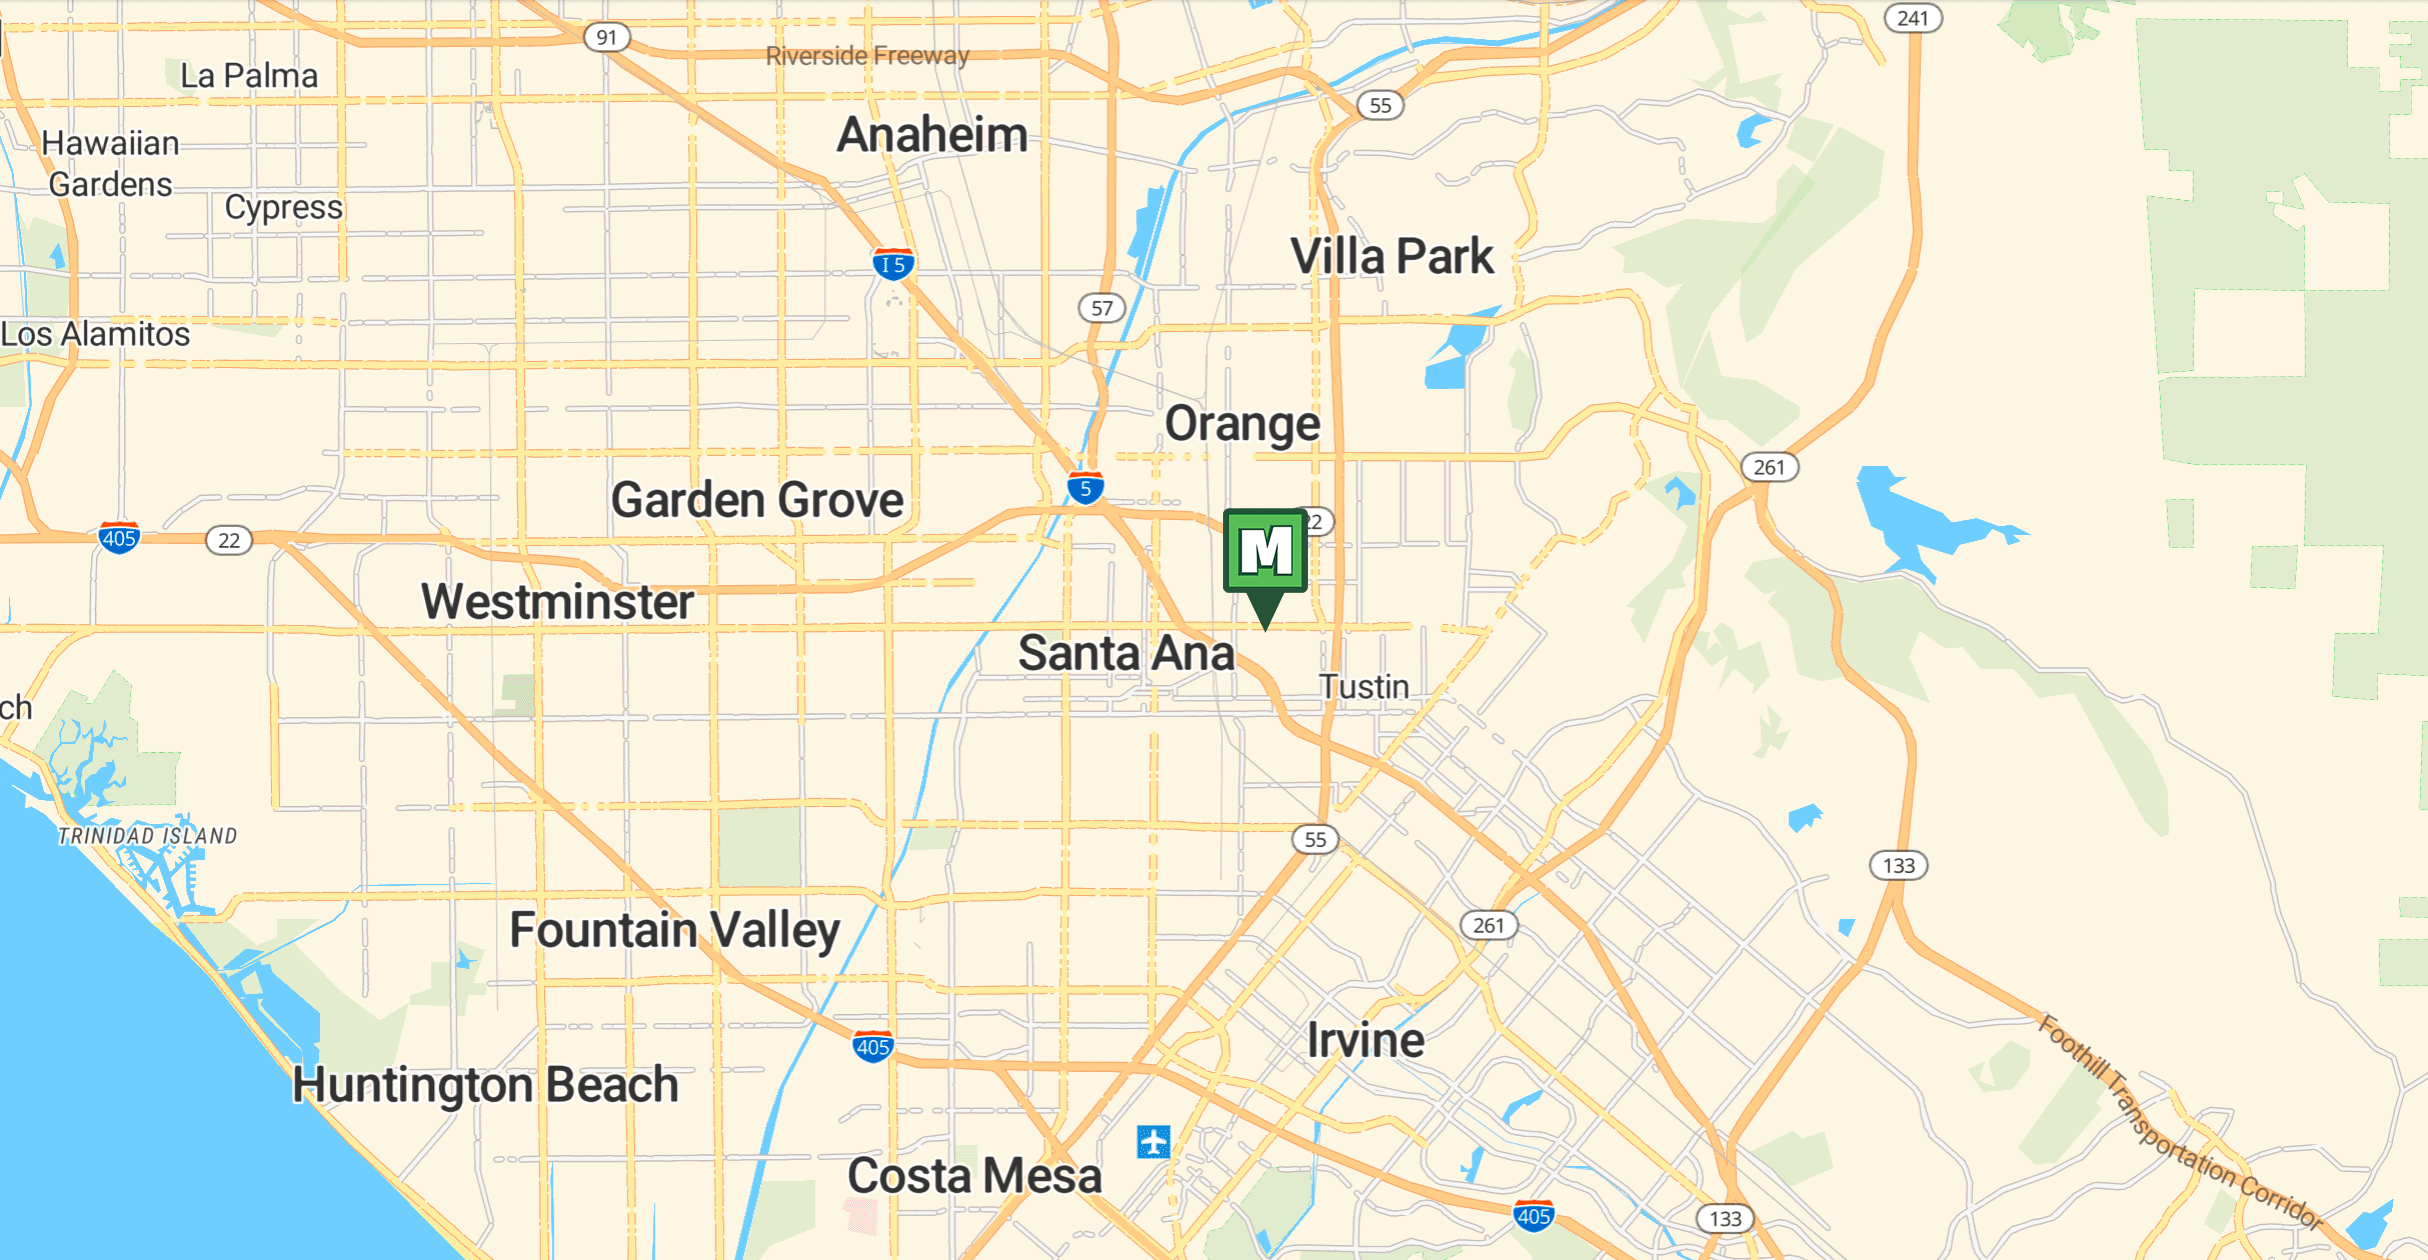 241
91
Riverside Freeway
La Palma
55
Anaheim
Hawaiian
Gardens
Cypress
Villa Park
I 5
57
Los Alamitos
Orange
261
5
Garden Grove
22
405
22
M
Westminster
Santa Ana
Tustin
ch
TRINIDAD ISLAND
55
133
261
Fountain Valley
Irvine
405
Foothill Transportation Corridor
Huntington Beach
Costa Mesa
405
133